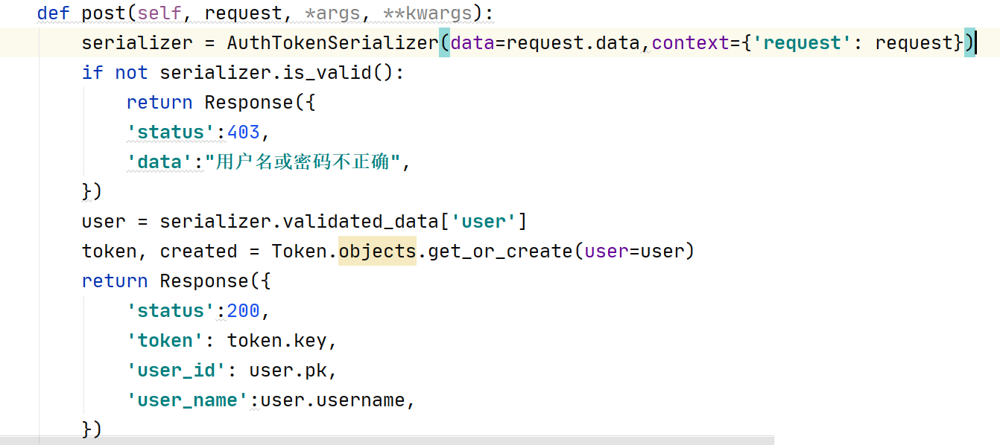 def post(self, request, *args, **kwargs):
serializer = AuthTokenSerializer(data=request.data,context={'request': request})
if not serializer.is_valid():
return Response({
'status':403,
'data':"用户名或密码不正确",
})
user = serializer.validated_data['user']
token, created = Token.objects.get_or_create(user=user)
return Response({
'status':200,
'token': token.key,
'user_id': user.pk,
'user_name':user.username,
})